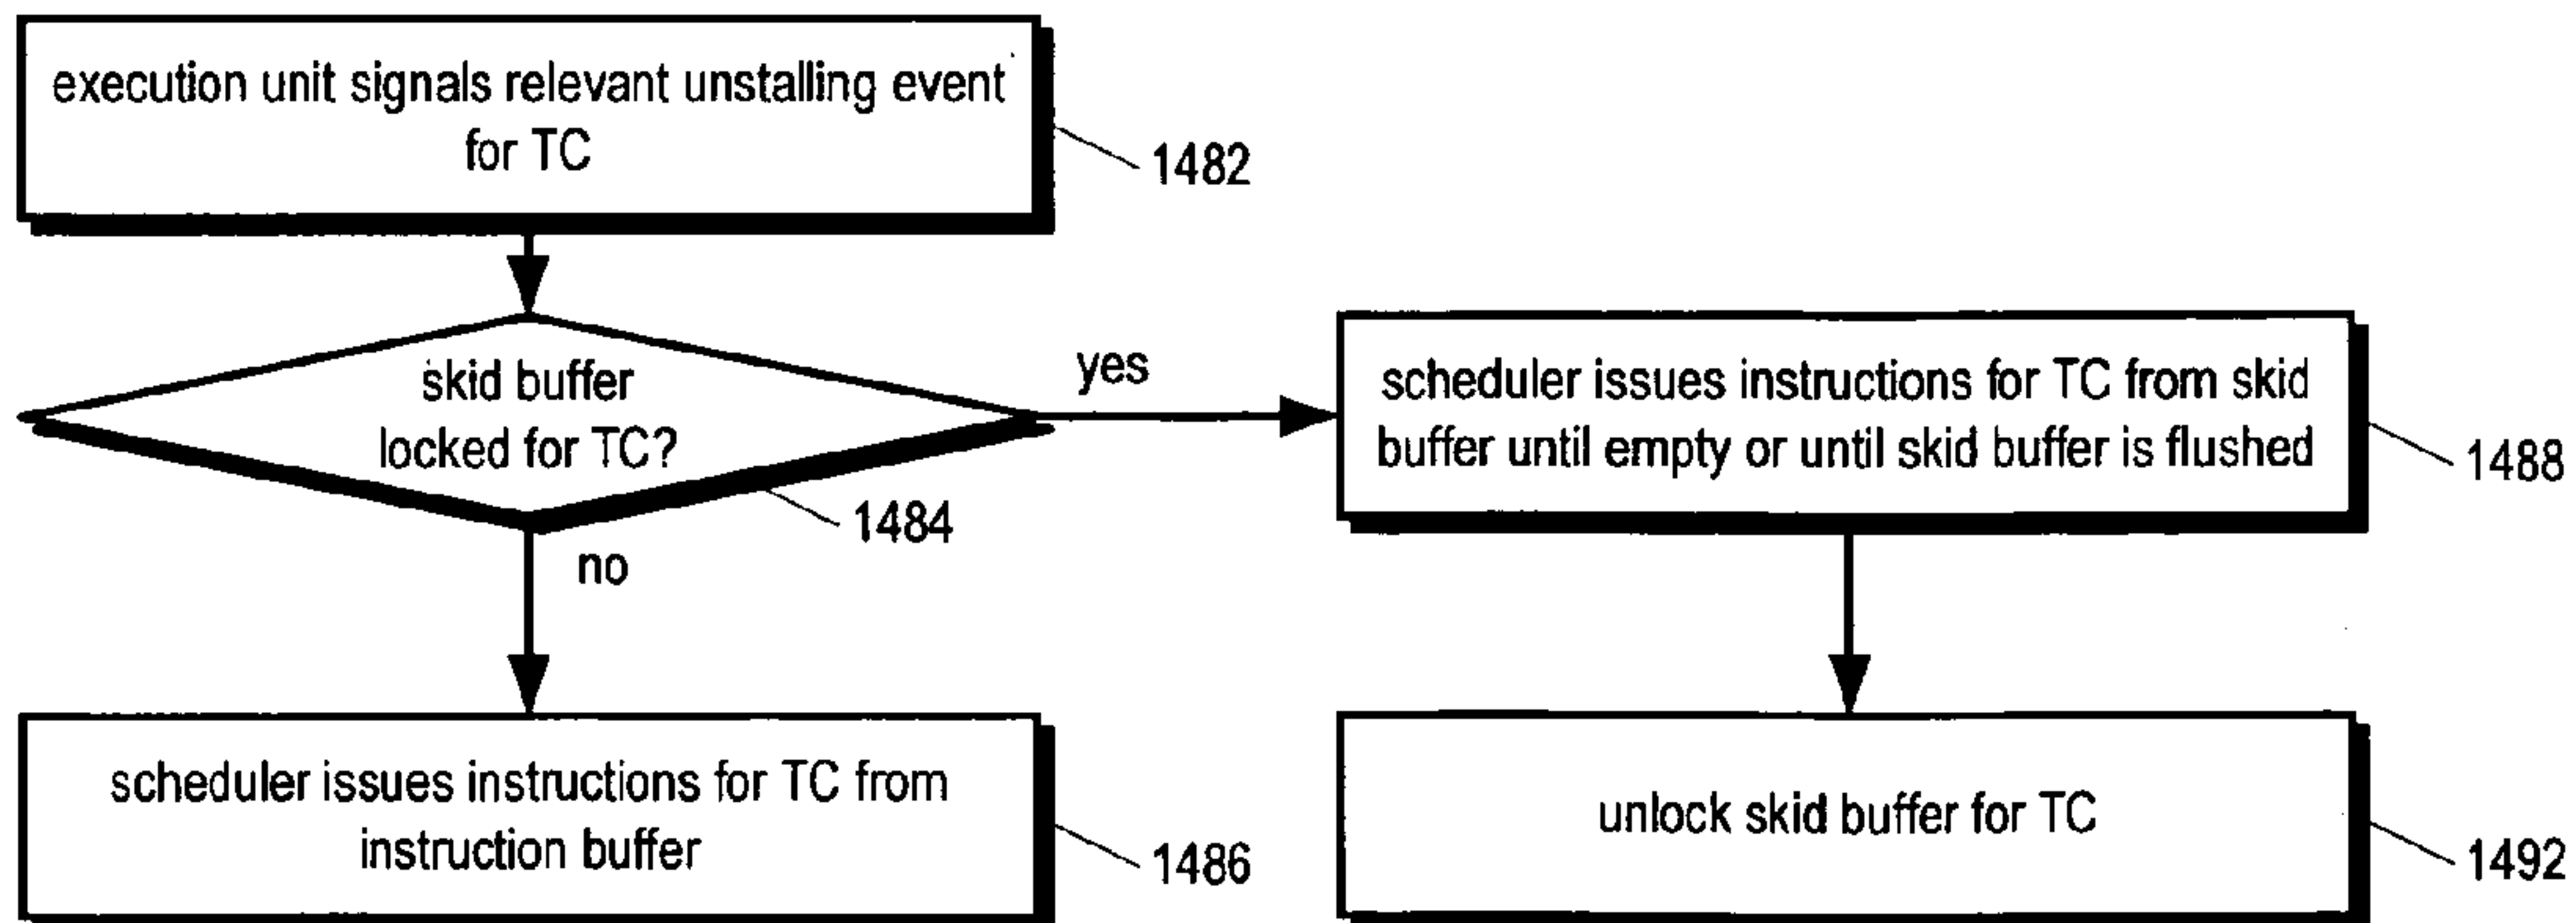 execution unit signals relevant unstalling event
for TC
1482
skid buffer
locked for TC?
1484
yes
no
scheduler issues instructions for TC from skid
buffer until empty or until skid buffer is flushed
1488
scheduler issues instructions for TC from
instruction buffer
1486
unlock skid buffer for TC
1492